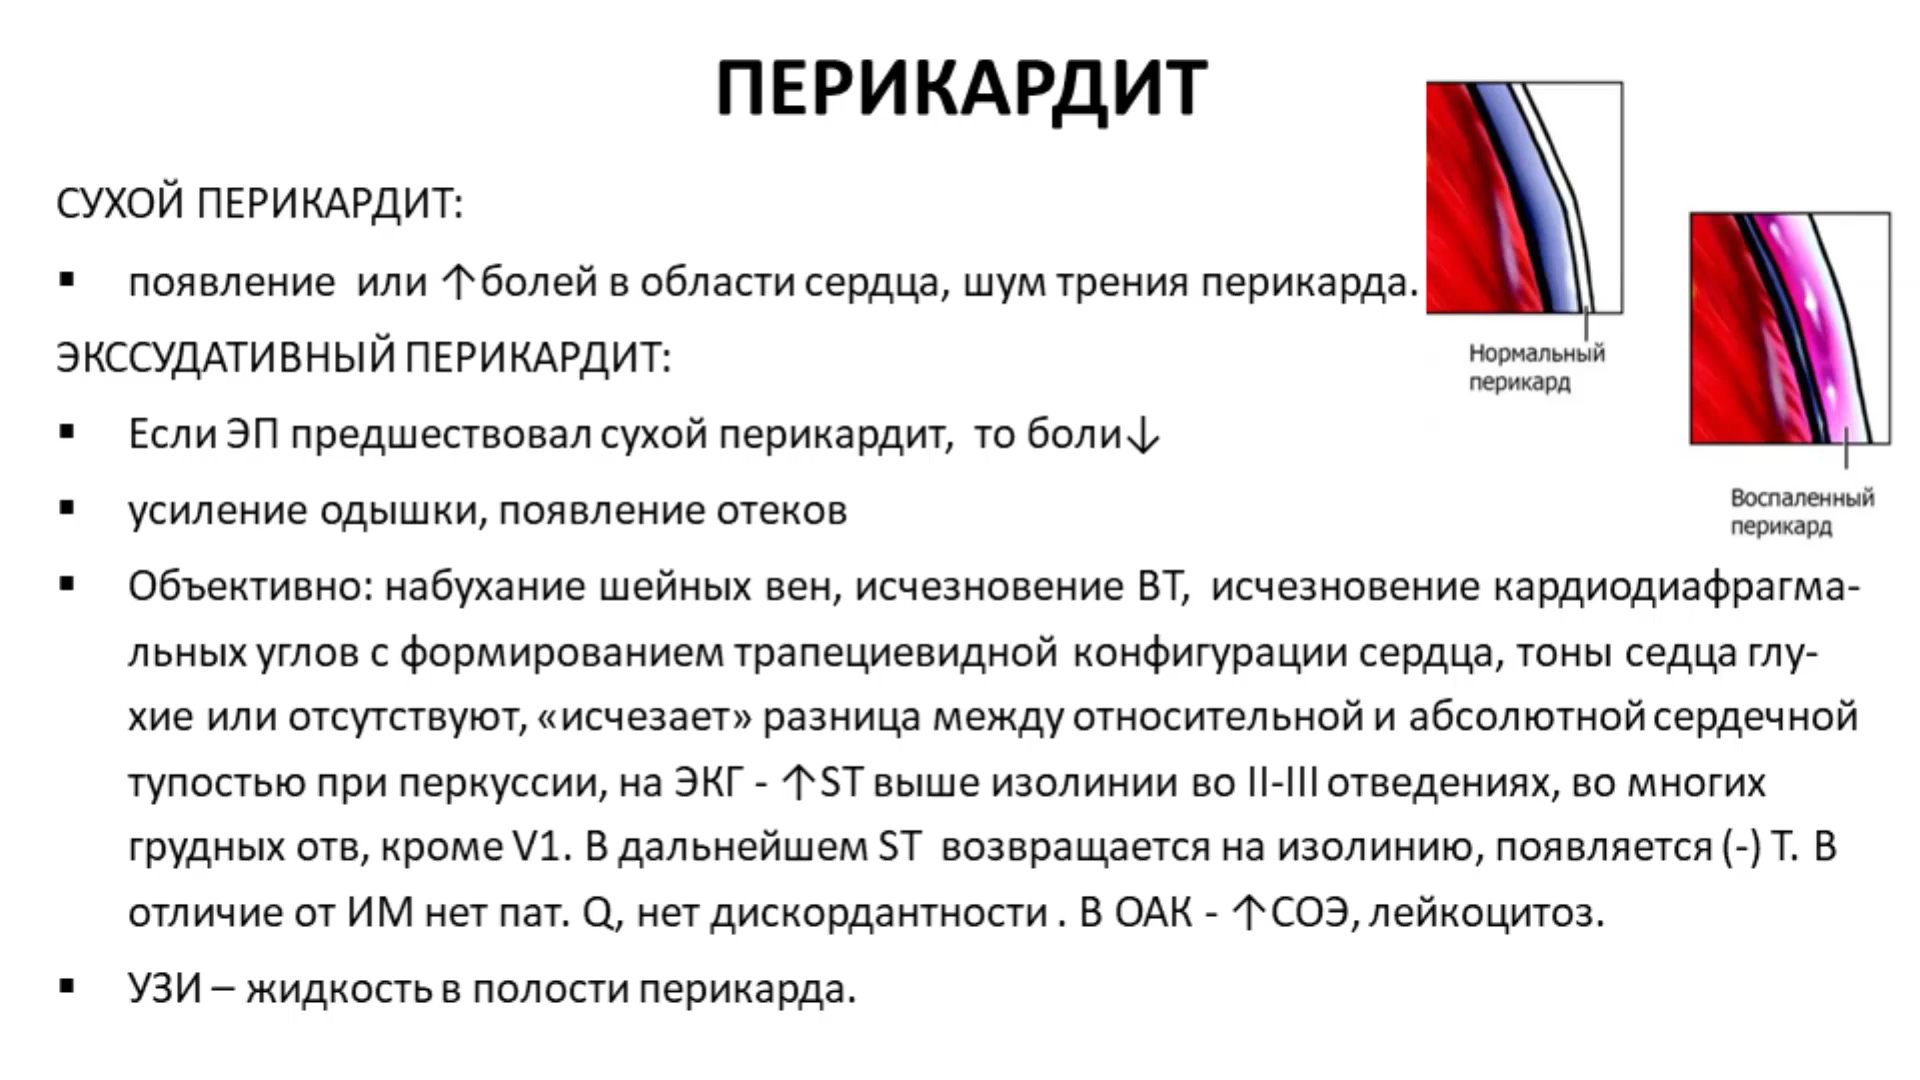 ПЕРИКАРДИТ
СУХОЙ ПЕРИКАРДИТ:
▪ появление или ↑болей в области сердца, шум трения перикарда.
Нормальный
перикард
ЭКССУДАТИВНЫЙ ПЕРИКАРДИТ:
▪ Если ЭП предшествовал сухой перикардит, то боли↓
▪ усиление одышки, появление отеков
Воспаленный
перикард
▪ Объективно: набухание шейных вен, исчезновение ВТ, исчезновение кардиодиафрагма-
льных углов с формированием трапециевидной конфигурации сердца, тоны седца глу-
хие или отсутствуют, «исчезает» разница между относительной и абсолютной сердечной
тупостью при перкуссии, на ЭКГ - ↑ST выше изолинии во II-III отведениях, во многих
грудных отв, кроме V1. В дальнейшем ST возвращается на изолинию, появляется (-) Т. В
отличие от ИМ нет пат. Q, нет дискордантности . В ОАК - ↑СОЭ, лейкоцитоз.
▪ УЗИ – жидкость в полости перикарда.